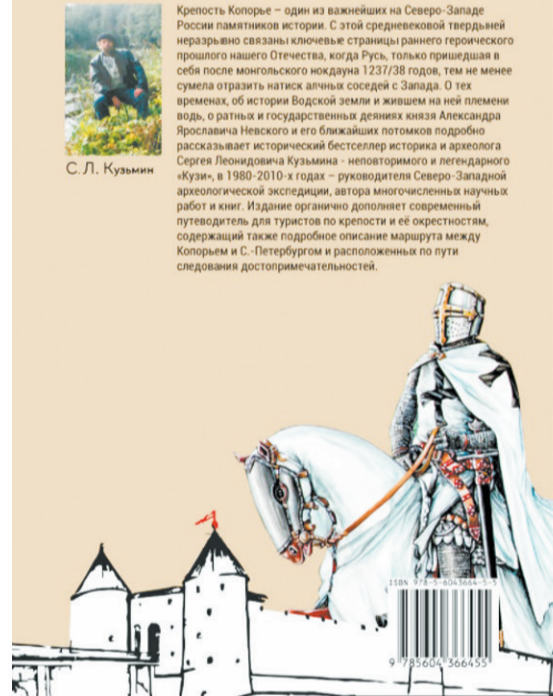 Крепость Копорье – один из важнейших на Северо-Западе
России памятников истории. С этой средневековой твердыней
неразрывно связаны ключевые страницы раннего героического
прошлого нашего Отечества, когда Русь, только пришедшая в
себя после монгольского нокдауна 1237/38 годов, тем не менее
сумела отразить натиск алчных соседей с Запада. О тех
временах, об истории Водской земли и жившем на ней племени
водь, о ратных и государственных деяниях князя Александра
Ярославича Невского и его ближайших потомков подробно
рассказывает исторический бестселлер историка и археолога
Сергея Леонидовича Кузьмина - неповторимого и легендарного
«Кузи», в 1980-2010-х годах – руководителя Северо-Западной
археологической экспедиции, автора многочисленных научных
работ и книг. Издание органично дополняет современный
путеводитель для туристов по крепости и её окрестностям,
содержащий также подробное описание маршрута между
Копорьем и С.-Петербургом и расположенных по пути
следования достопримечательностей.
С.Л. Кузьмин
ISBN 978-5-6043664-5-5
9 785604 366455